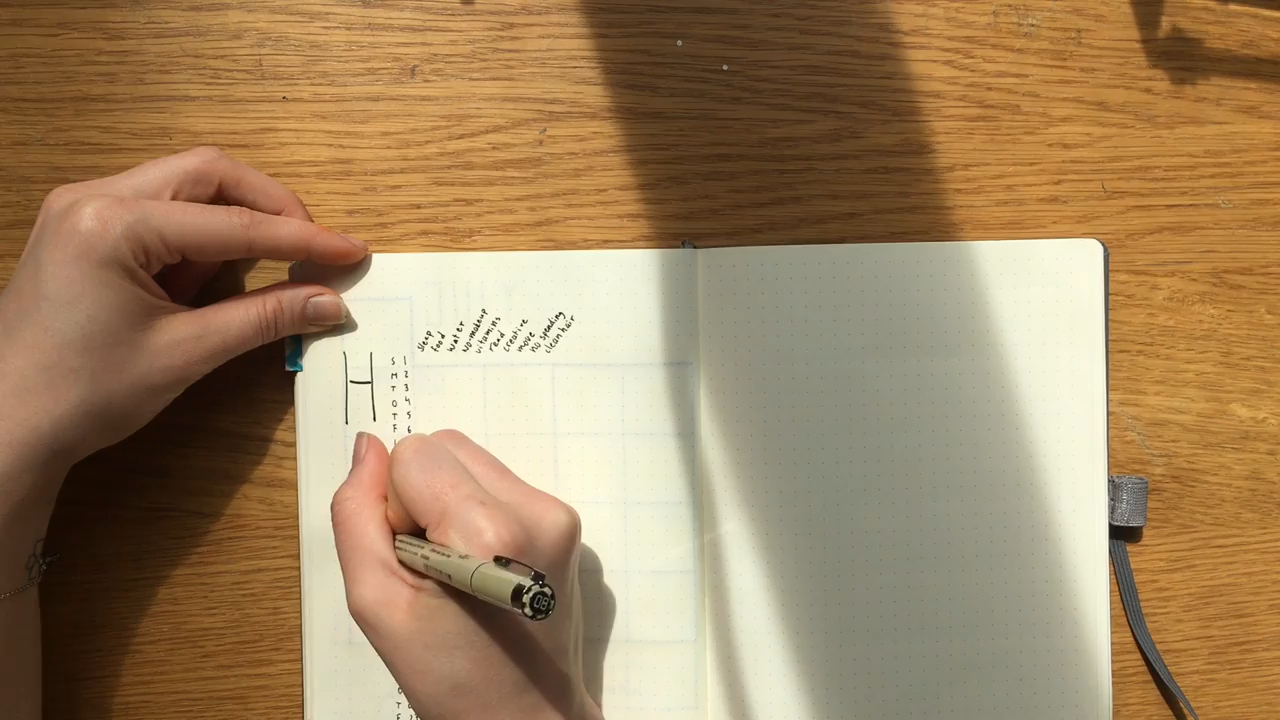 sleep
food
water
no-makeup
vitamins
read
creative
move
no spending
clean hair
H
S 1
M 2
T 3
O 4
T 5
F 6
08
O
T
F